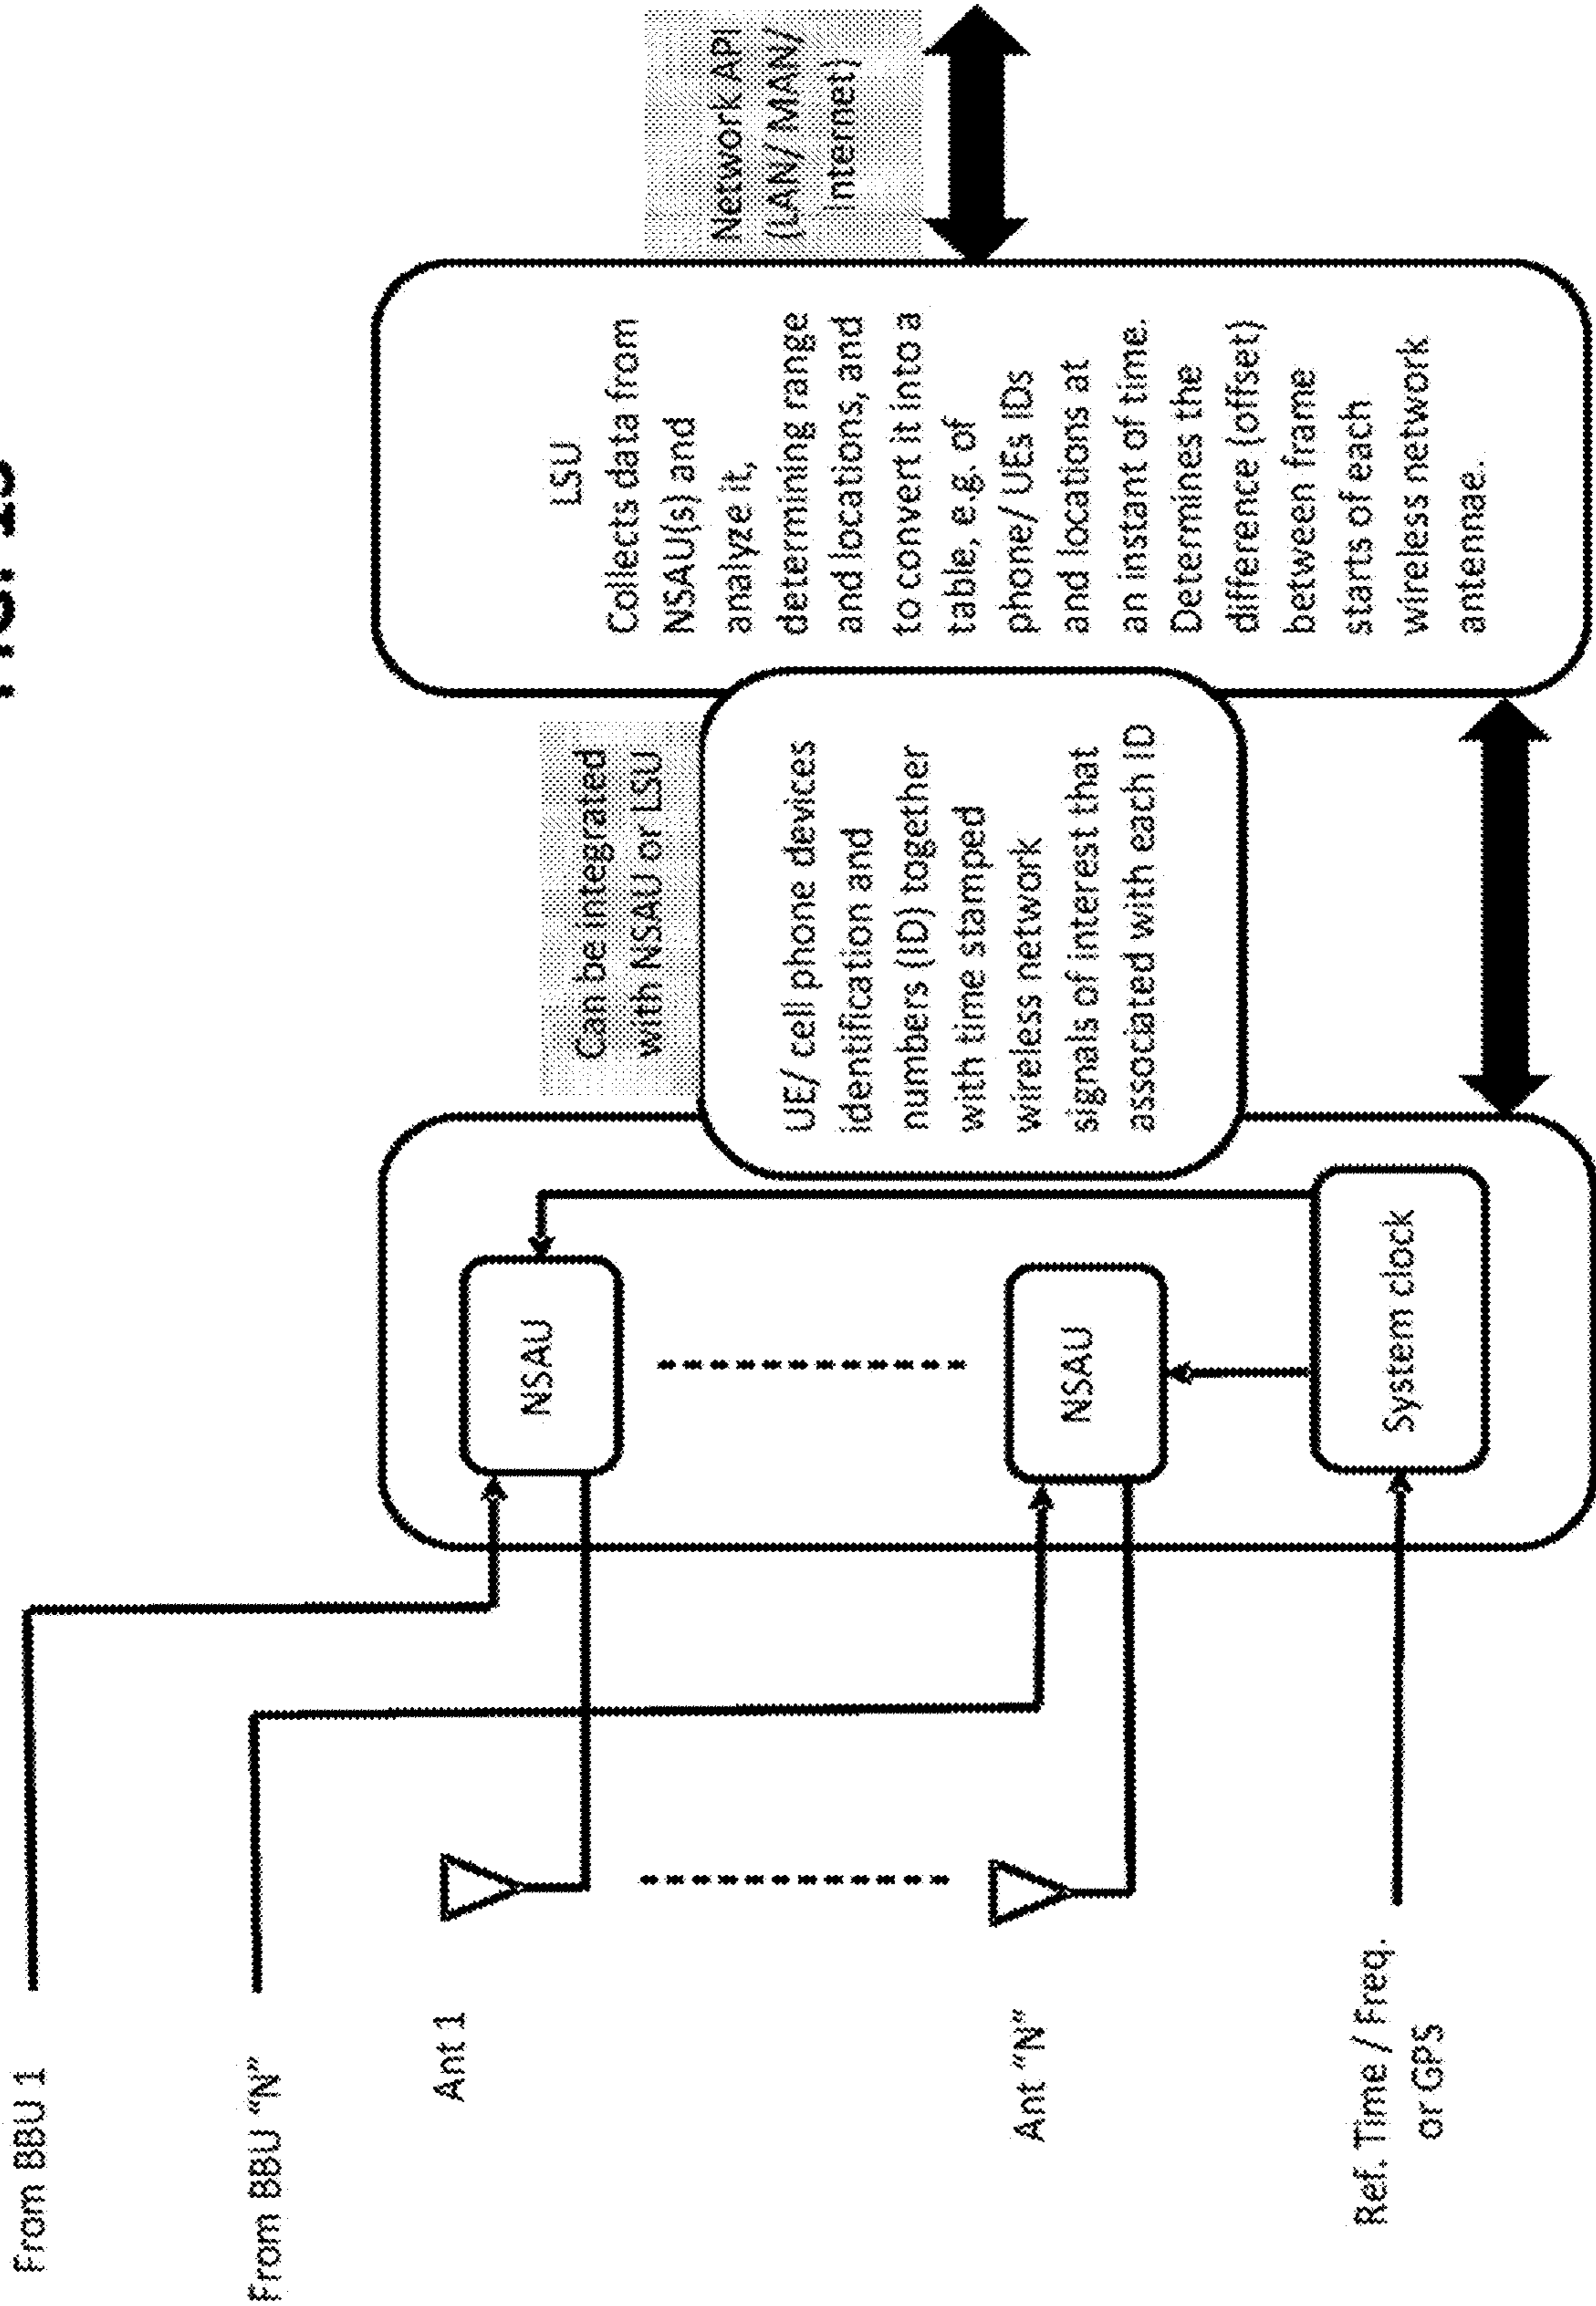 From BBU 1
From BBU "N"
Ant 1
Ant "N"
Ref. Time / Freq.
or GPS
NSAU
NSAU
System clock
Can be integrated
with NSAU or LSU
UE/ cell phone devices
identification and
numbers (ID) together
with time stamped
wireless network
signals of interest that
associated with each ID
LSU
Collects data from
NSAU(s) and
analyze it,
determining range
and locations, and
to convert it into a
table, e.g. of
phone/ UEs IDs
and locations at
an instant of time.
Determines the
difference (offset)
between frame
starts of each
wireless network
antennae.
Network API
(LAN/ MAN/
Internet)